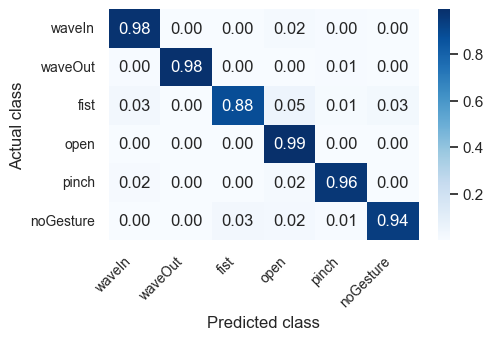 waveIn 0.98 0.00 0.00 0.02 0.00 0.00
waveOut 0.00 0.98 0.00 0.00 0.01 0.00
fist 0.03 0.00 0.88 0.05 0.01 0.03
open 0.00 0.00 0.00 0.99 0.00 0.00
pinch 0.02 0.00 0.00 0.02 0.96 0.00
noGesture 0.00 0.00 0.03 0.02 0.01 0.94
Actual class
waveIn waveOut fist open pinch noGesture
Predicted class
0.8
0.6
0.4
0.2